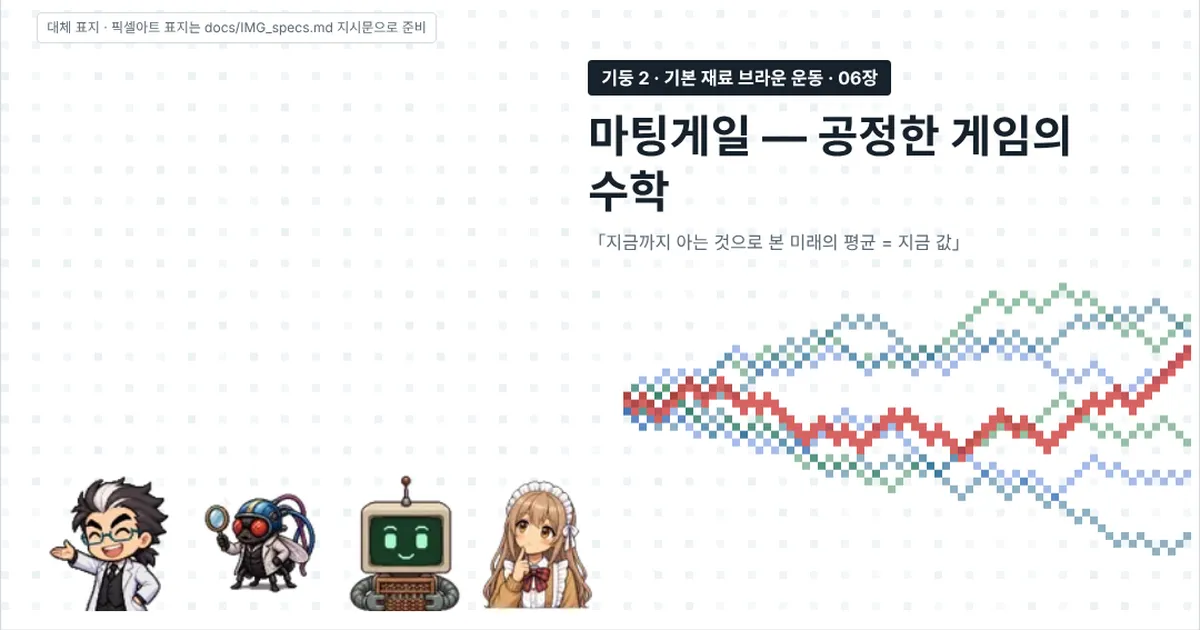 대체 표지 · 픽셀아트 표지는 docs/IMG_specs.md 지시문으로 준비
기둥 2 · 기본 재료 브라운 운동 · 06장
마팅게일 — 공정한 게임의
수학
「지금까지 아는 것으로 본 미래의 평균 = 지금 값」